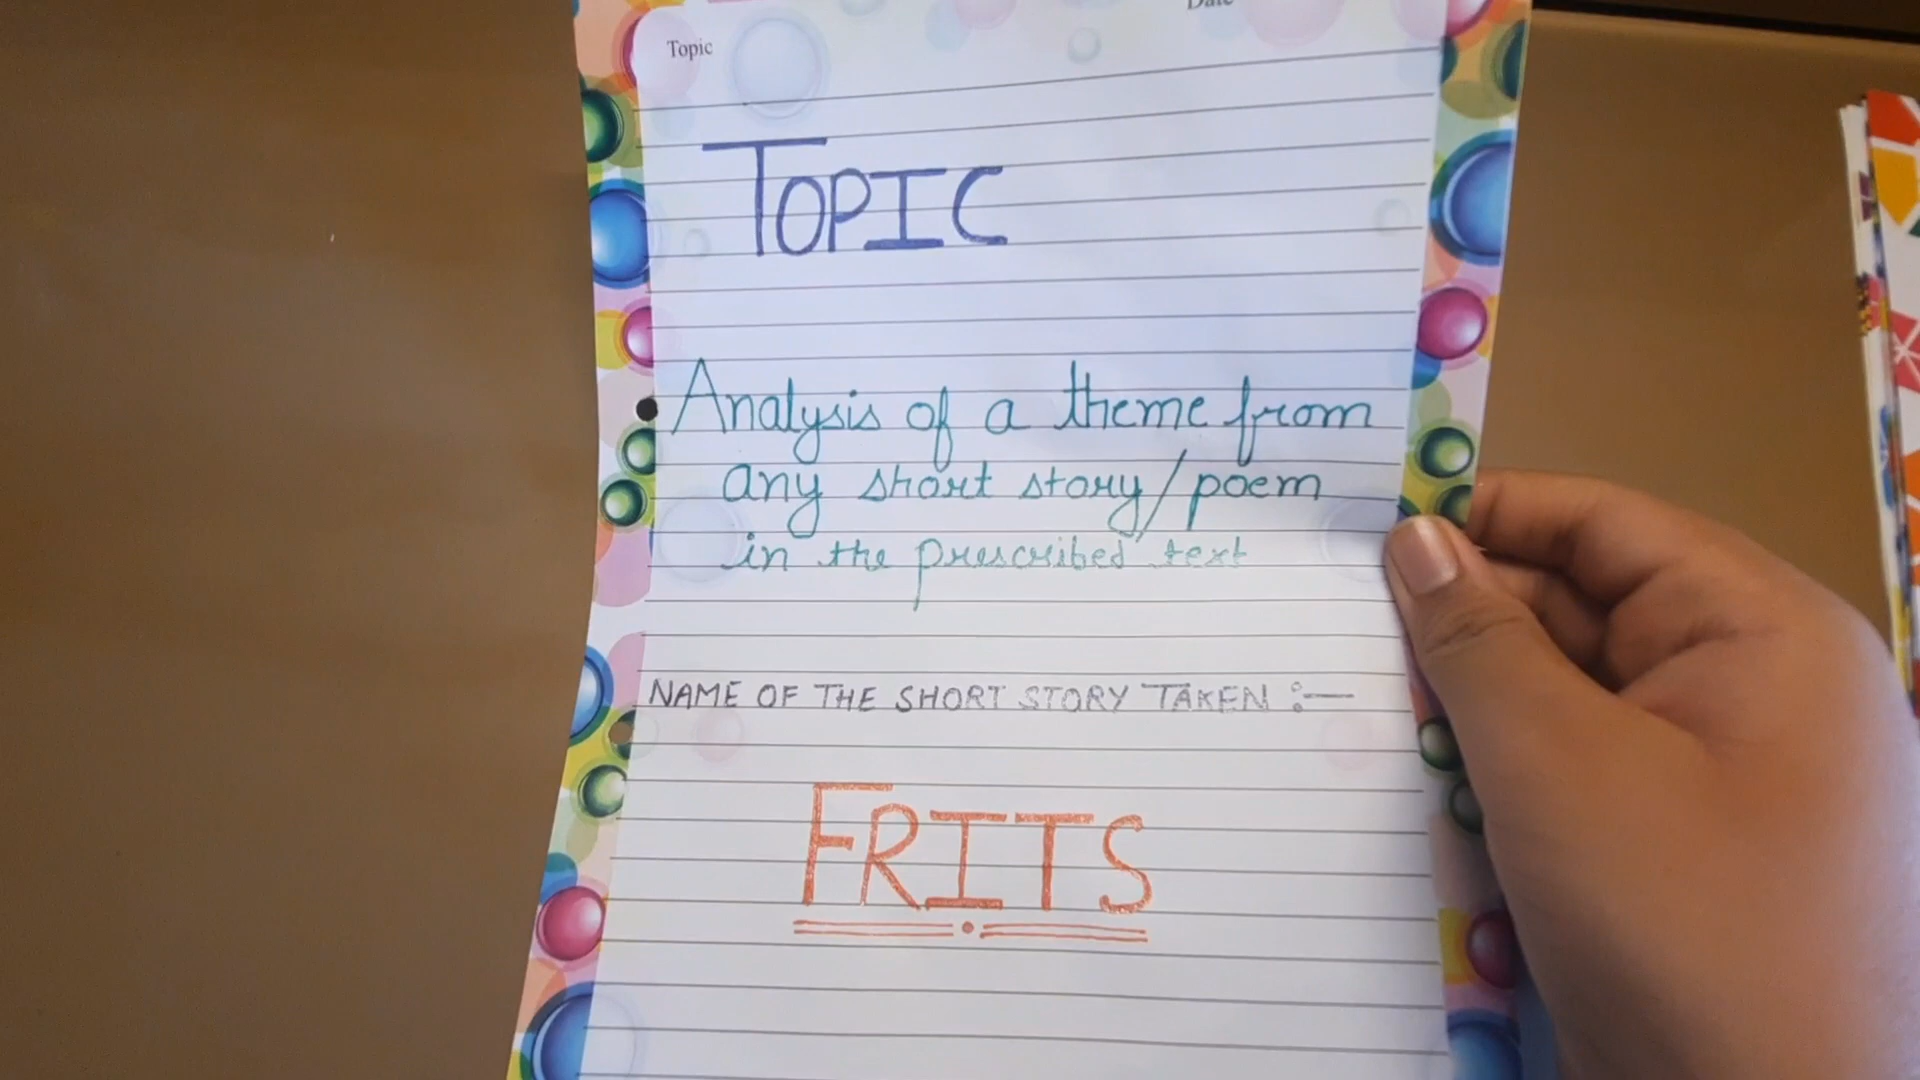 Date
Topic
TOPIC
Analysis of a theme from
any short story/poem
in the prescribed text
NAME OF THE SHORT STORY TAKEN :—
FRITS